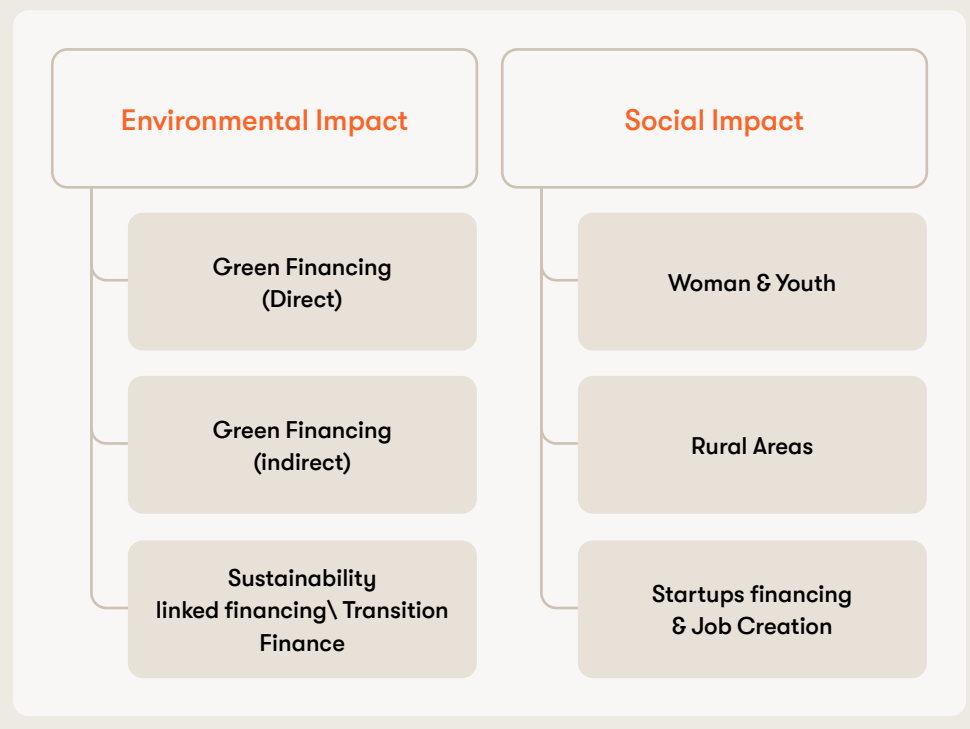 Environmental Impact
Green Financing
(Direct)
Green Financing
(indirect)
Sustainability
linked financing\ Transition
Finance
Social Impact
Woman & Youth
Rural Areas
Startups financing
& Job Creation